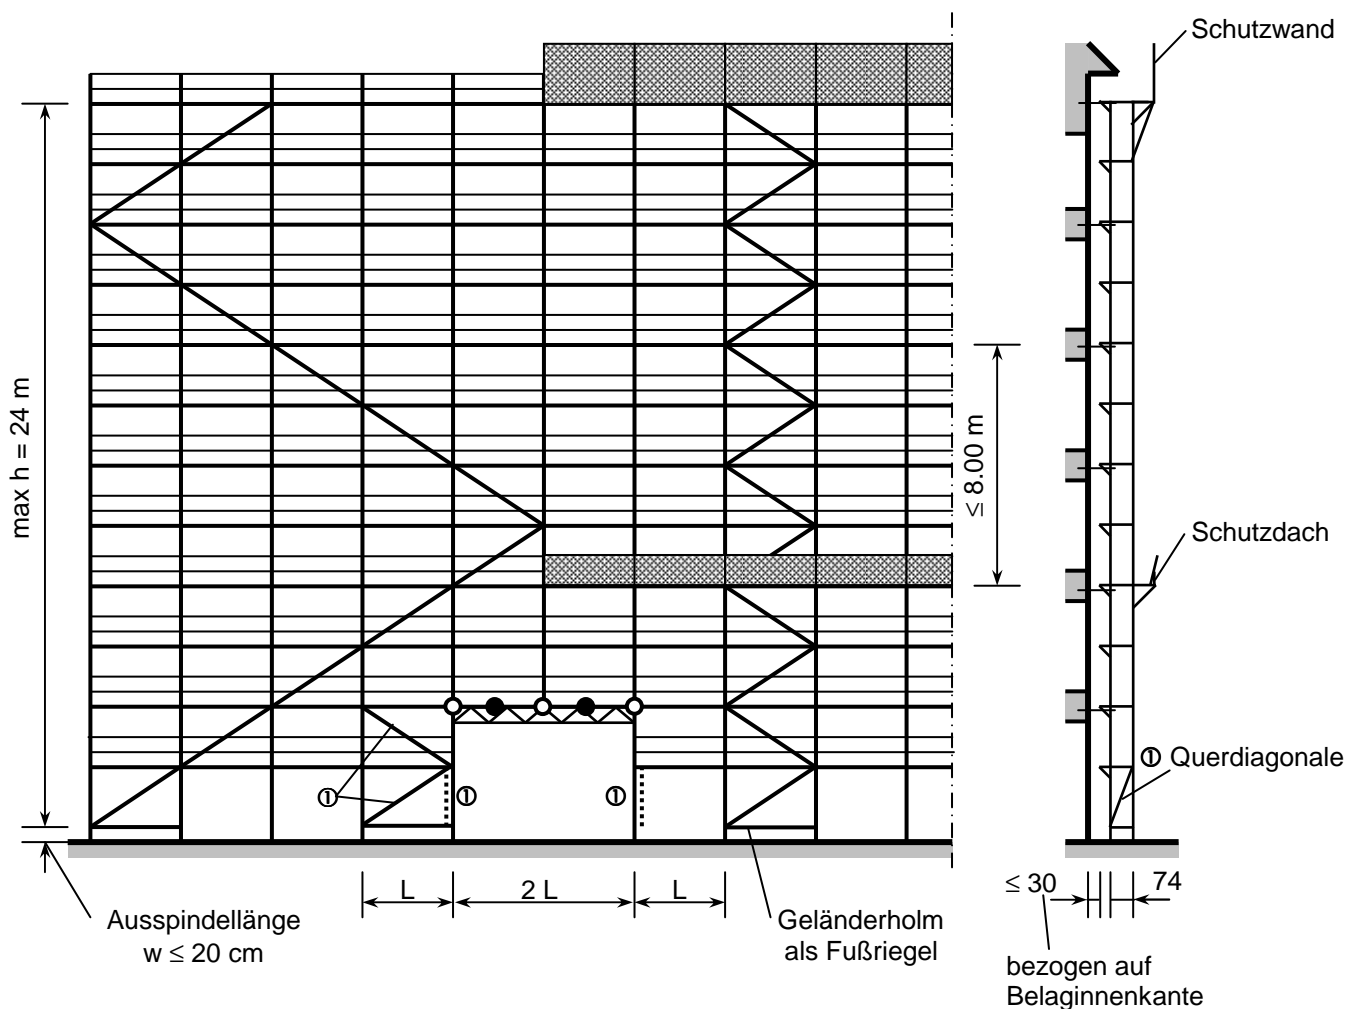 Schutzwand
max h = 24 m
≤ 8.00 m
Schutzdach
① Querdiagonale
①
①
①
L
2 L
L
≤ 30
74
Ausspindellänge
w ≤ 20 cm
Geländerholm
als Fußriegel
bezogen auf
Belaginnenkante